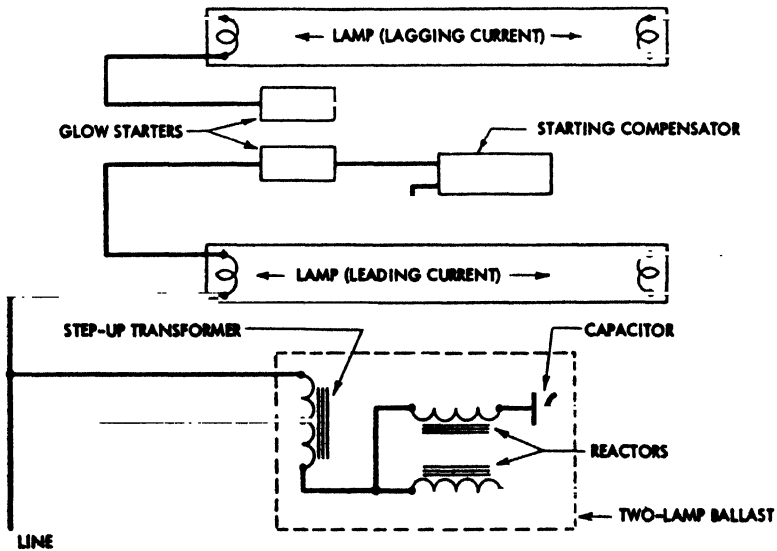 LAMP (LAGGING CURRENT)
GLOW STARTERS
STARTING COMPENSATOR
LAMP (LEADING CURRENT)
STEP-UP TRANSFORMER
CAPACITOR
REACTORS
TWO-LAMP BALLAST
LINE